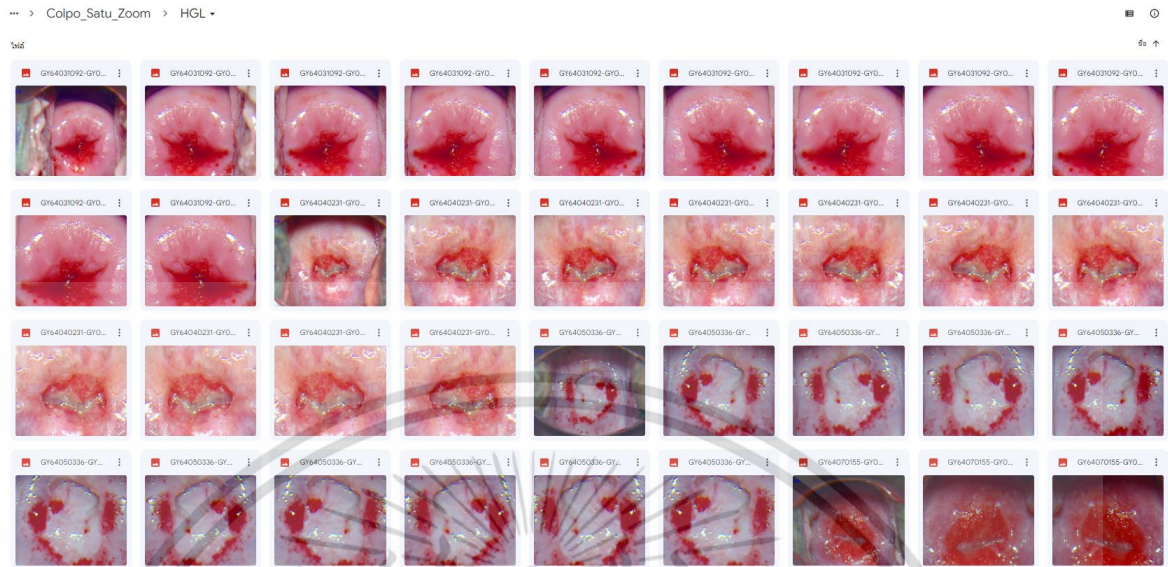 ... > Colpo_Satu_Zoom > HGL
ไฟล์
ชื่อ ↑
GY64031092-GY0... GY64031092-GY0... GY64031092-GY0... GY64031092-GY0... GY64031092-GY0... GY64031092-GY0... GY64031092-GY0... GY64031092-GY0... GY64031092-GY0...
GY64031092-GY0... GY64031092-GY0... GY64040231-GY0... GY64040231-GY0... GY64040231-GY0... GY64040231-GY0... GY64040231-GY0... GY64040231-GY0... GY64040231-GY0...
GY64040231-GY0... GY64040231-GY0... GY64040231-GY0... GY64040231-GY0... GY64050336-GY... GY64050336-GY... GY64050336-GY... GY64050336-GY... GY64050336-GY...
GY64050336-GY... GY64050336-GY... GY64050336-GY... GY64050336-GY... GY64050336-GY... GY64050336-GY... GY64070155-GY0... GY64070155-GY0... GY64070155-GY0...